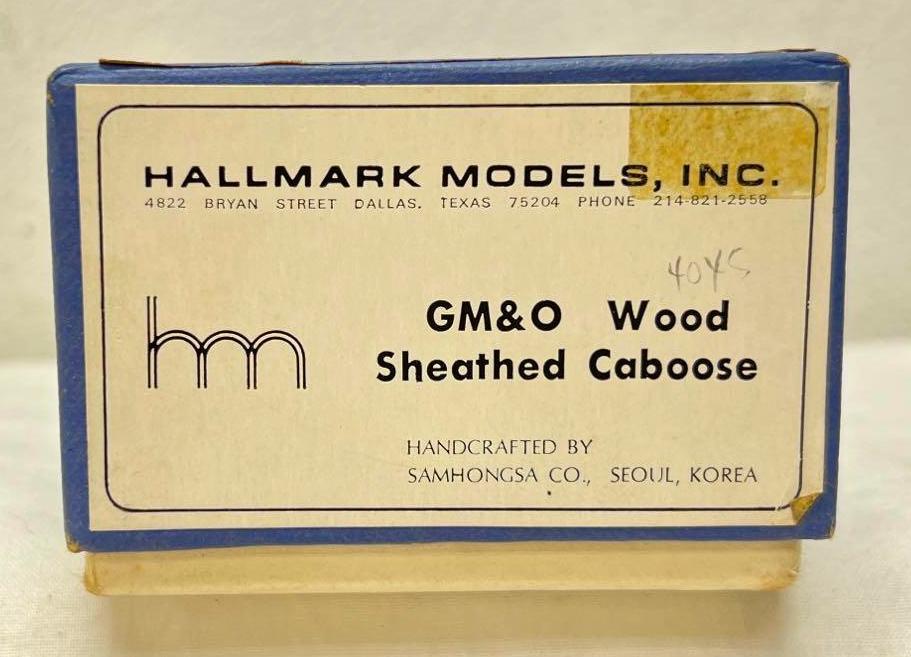 HALLMARK MODELS, INC.
4822 BRYAN STREET DALLAS. TEXAS 75204 PHONE 214-821-2558
4045
hm
GM&O Wood
Sheathed Caboose
HANDCRAFTED BY
SAMHONGSA CO., SEOUL, KOREA